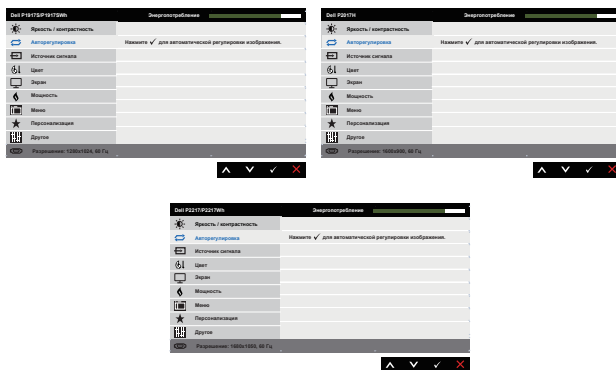 Dell P1917S/P1917SWh Энергопотребление
Яркость / контрастность
Авторегулировка Нажмите ✓ для автоматической регулировки изображения.
Источник сигнала
Цвет
Экран
Мощность
Меню
Персонализация
Другое
Разрешение: 1280x1024, 60 Гц
Dell P2017H Энергопотребление
Яркость / контрастность
Авторегулировка Нажмите ✓ для автоматической регулировки изображения.
Источник сигнала
Цвет
Экран
Мощность
Меню
Персонализация
Другое
Разрешение: 1600x900, 60 Гц
Dell P2217/P2217Wh Энергопотребление
Яркость / контрастность
Авторегулировка Нажмите ✓ для автоматической регулировки изображения.
Источник сигнала
Цвет
Экран
Мощность
Меню
Персонализация
Другое
Разрешение: 1680x1050, 60 Гц